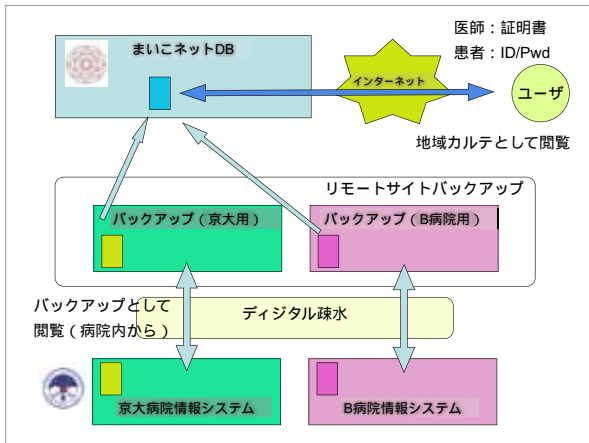 医師：証明書
患者：ID/Pwd
まいこネットDB
インターネット
ユーザ
地域カルテとして閲覧
リモートサイトバックアップ
バックアップ（京大用）
バックアップ（B病院用）
バックアップとして
閲覧（病院内から）
ディジタル疎水
京大病院情報システム
B病院情報システム